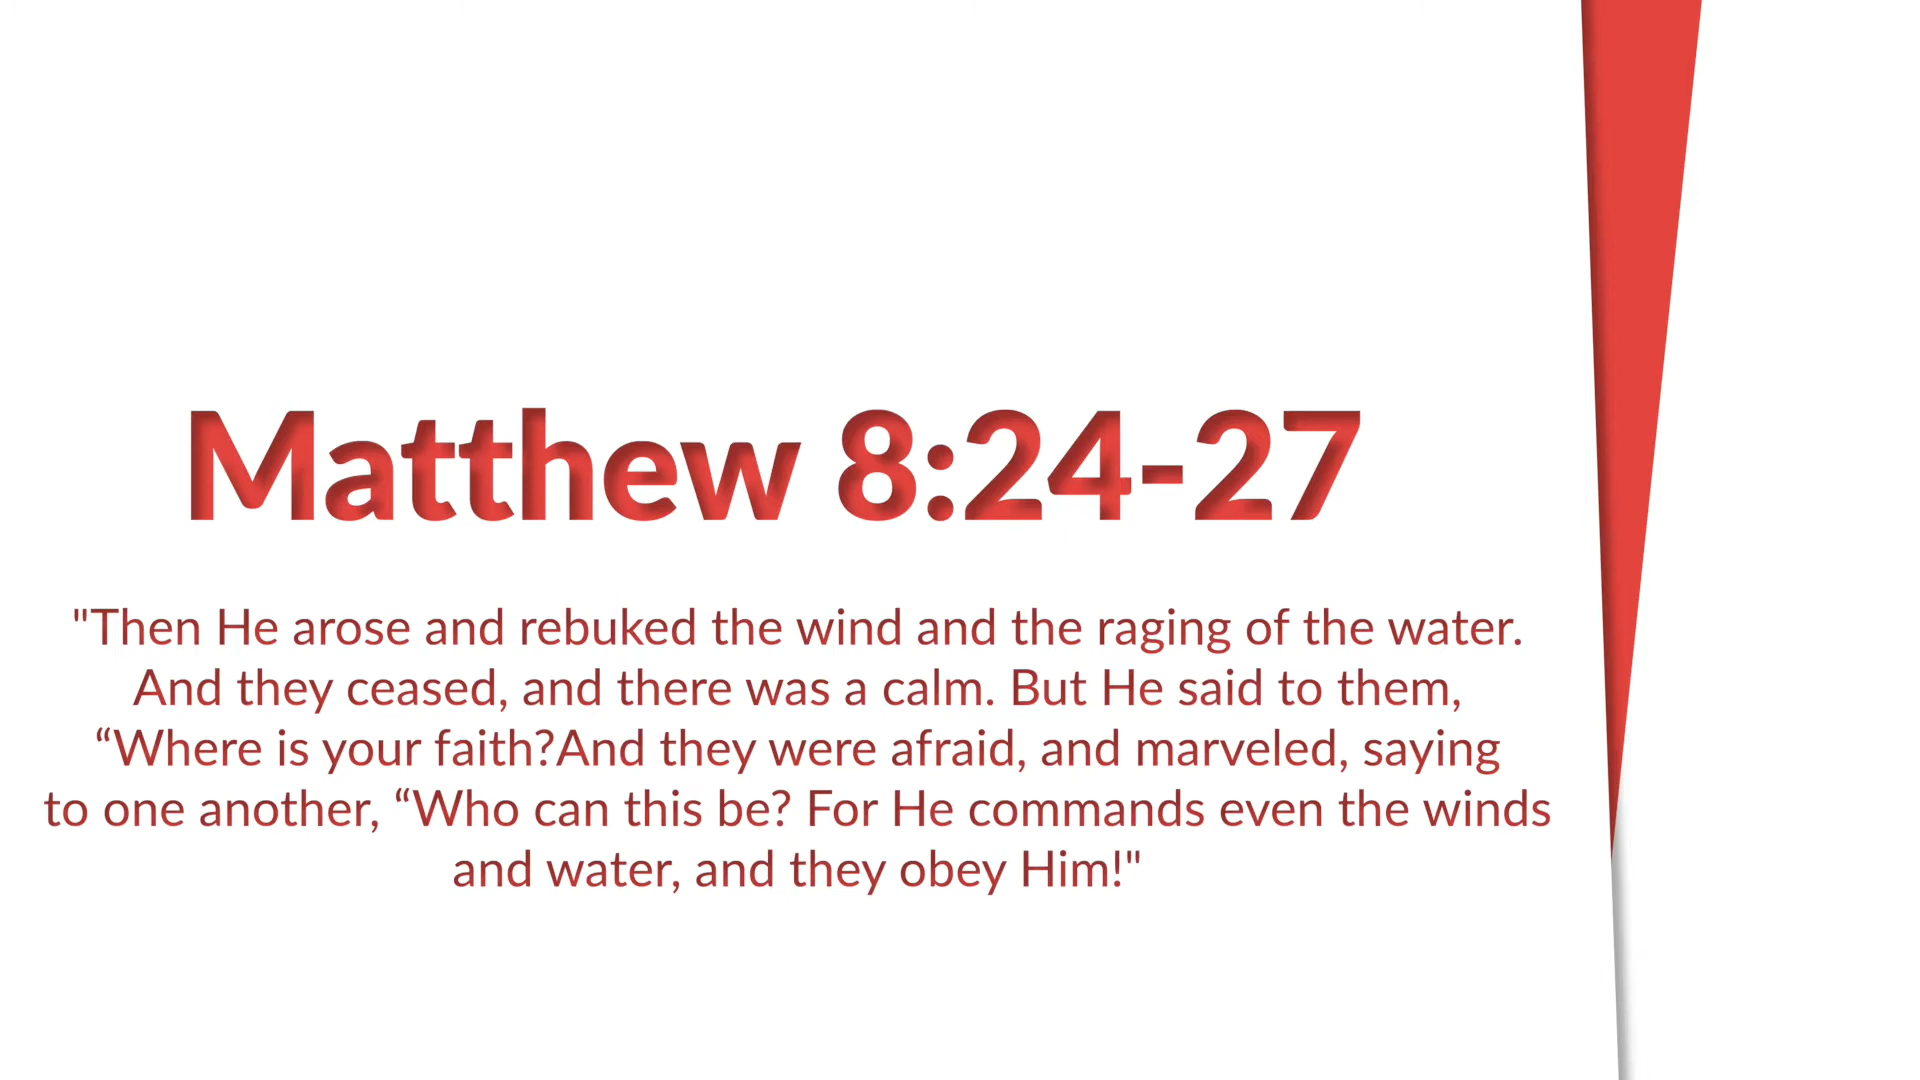 Matthew 8:24-27
"Then He arose and rebuked the wind and the raging of the water.
And they ceased, and there was a calm. But He said to them,
“Where is your faith?And they were afraid, and marveled, saying
to one another, “Who can this be? For He commands even the winds
and water, and they obey Him!"